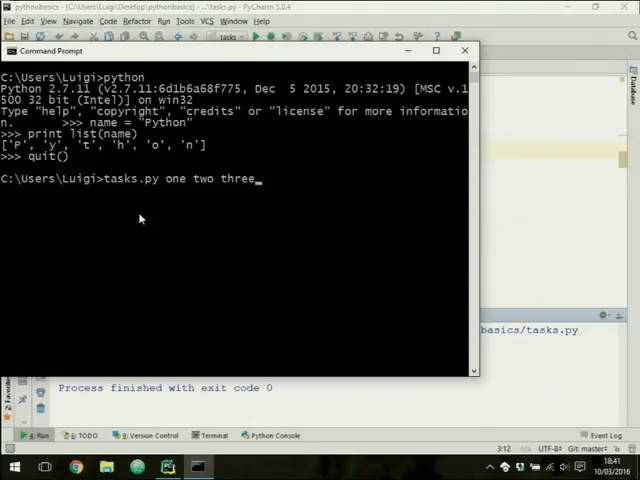 pythonbasics - [C:\Users\Luigi\Desktop\pythonbasics] - ...\tasks.py - PyCharm 5.0.4
File Edit View Navigate Code Refactor Run Tools VCS Window Help
tasks
Command Prompt
C:\Users\Luigi>python
Python 2.7.11 (v2.7.11:6d1b6a68f775, Dec  5 2015, 20:32:19) [MSC v.1
500 32 bit (Intel)] on win32
Type "help", "copyright", "credits" or "license" for more informatio
n.
>>> name = "Python"
>>> print list(name)
['P', 'y', 't', 'h', 'o', 'n']
>>> quit()
C:\Users\Luigi>tasks.py one two three_
Database
basics/tasks.py
Process finished with exit code 0
Favorites
4: Run 6: TODO 9: Version Control Terminal Python Console Event Log
3:12 UTF-8 Git: master
18:41
10/03/2016